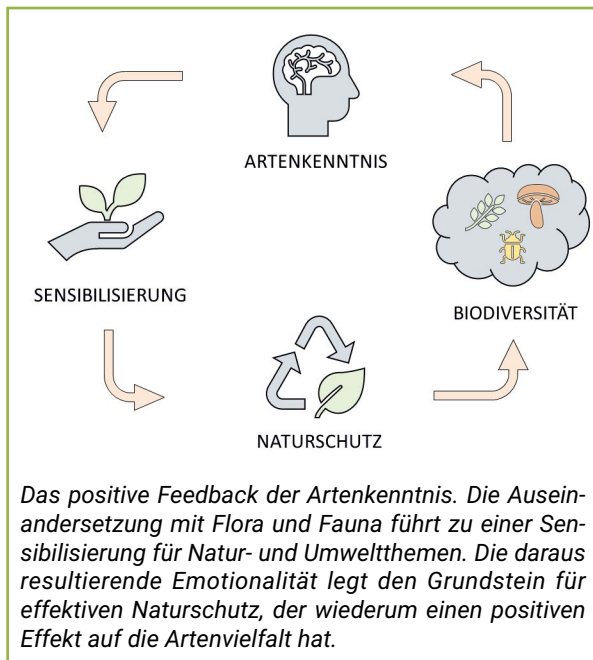 ARTENKENNTNIS
SENSIBILISIERUNG
BIODIVERSITÄT
NATURSCHUTZ
Das positive Feedback der Artenkenntnis. Die Ausein-
andersetzung mit Flora und Fauna führt zu einer Sen-
sibilisierung für Natur- und Umweltthemen. Die daraus
resultierende Emotionalität legt den Grundstein für
effektiven Naturschutz, der wiederum einen positiven
Effekt auf die Artenvielfalt hat.